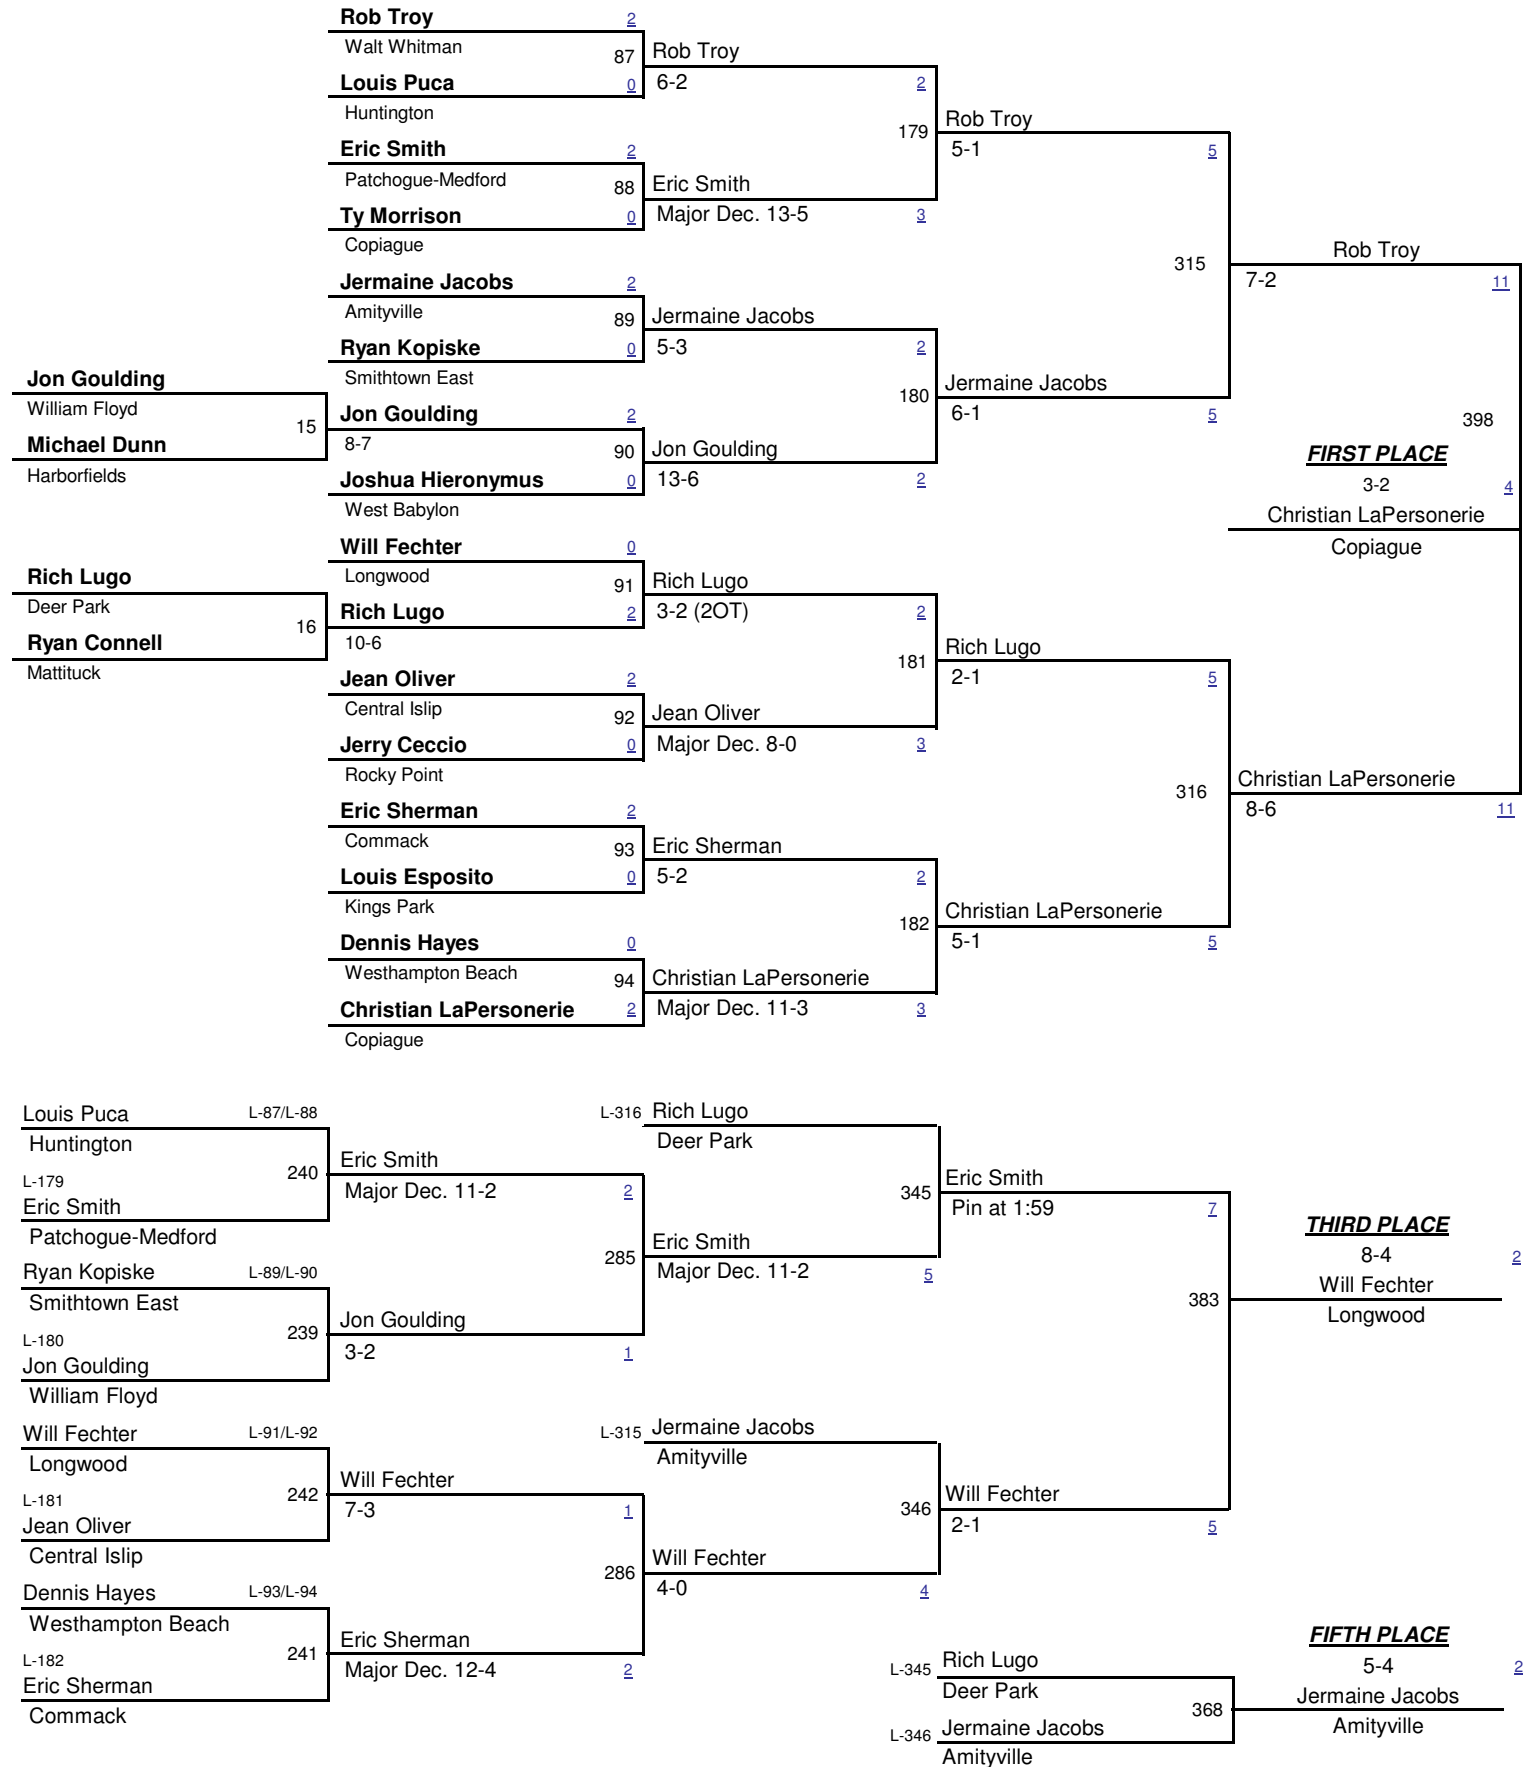 Rob Troy 2
Walt Whitman
87
Rob Troy
Louis Puca 0
6-2 2
Huntington
179
Rob Troy
5-1 5
Eric Smith 2
Patchogue-Medford
88
Eric Smith
Ty Morrison 0
Major Dec. 13-5 3
Copiague
315
Rob Troy
7-2 11
Jermaine Jacobs 2
Amityville
89
Jermaine Jacobs
Ryan Kopiske 0
5-3 2
Smithtown East
180
Jermaine Jacobs
6-1 5
Jon Goulding
William Floyd
15
Michael Dunn
Harborfields
Jon Goulding 2
8-7
90
Jon Goulding
Joshua Hieronymus 0
13-6 2
West Babylon
398
FIRST PLACE
3-2 4
Christian LaPersonerie
Copiague
Will Fechter 0
Longwood
91
Rich Lugo
Rich Lugo
Deer Park
16
Ryan Connell
Mattituck
Rich Lugo 2
10-6
3-2 (2OT) 2
181
Rich Lugo
2-1 5
Jean Oliver 2
Central Islip
92
Jean Oliver
Jerry Ceccio 0
Major Dec. 8-0 3
Rocky Point
316
Christian LaPersonerie
8-6 11
Eric Sherman 2
Commack
93
Eric Sherman
Louis Esposito 0
5-2 2
Kings Park
182
Christian LaPersonerie
5-1 5
Dennis Hayes 0
Westhampton Beach
94
Christian LaPersonerie
Christian LaPersonerie 2
Major Dec. 11-3 3
Copiague
Louis Puca L-87/L-88
Huntington
240
L-179
Eric Smith
Patchogue-Medford
Eric Smith
Major Dec. 11-2 2
Ryan Kopiske L-89/L-90
Smithtown East
239
L-180
Jon Goulding
William Floyd
Jon Goulding
3-2 1
285
L-316 Rich Lugo
Deer Park
345
Eric Smith
Major Dec. 11-2 5
Eric Smith
Pin at 1:59 7
383
THIRD PLACE
8-4 2
Will Fechter
Longwood
Will Fechter L-91/L-92
Longwood
242
L-181
Jean Oliver
Central Islip
Will Fechter
7-3 1
Dennis Hayes L-93/L-94
Westhampton Beach
241
L-182
Eric Sherman
Commack
Eric Sherman
Major Dec. 12-4 2
286
L-315 Jermaine Jacobs
Amityville
346
Will Fechter
4-0 4
Will Fechter
2-1 5
L-345 Rich Lugo
Deer Park
368
L-346 Jermaine Jacobs
Amityville
FIFTH PLACE
5-4 2
Jermaine Jacobs
Amityville